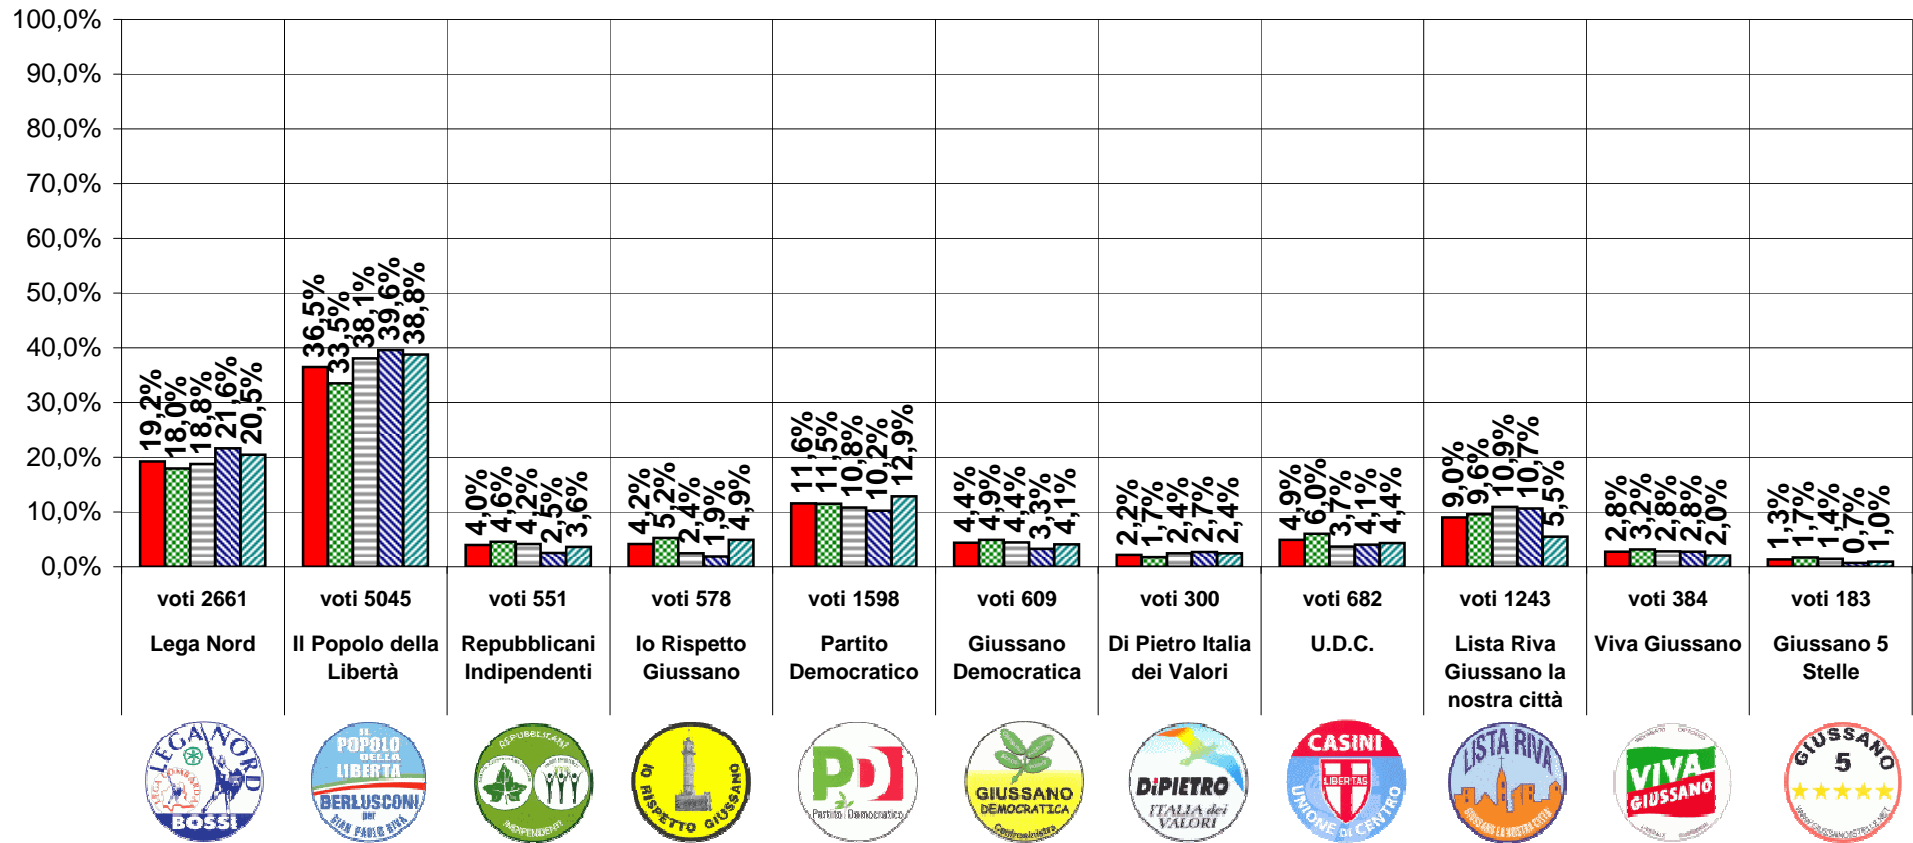 100,0%
90,0%
80,0%
70,0%
60,0%
50,0%
40,0%
30,0%
20,0%
10,0%
0,0%
19,2%
18,0%
18,8%
21,6%
20,5%
36,5%
33,5%
38,1%
39,6%
38,8%
4,0%
4,6%
4,2%
2,5%
3,6%
4,2%
5,2%
2,4%
1,9%
4,9%
11,6%
11,5%
10,8%
10,2%
12,9%
4,4%
4,9%
4,4%
3,3%
4,1%
2,2%
1,7%
2,4%
2,7%
2,4%
4,9%
6,0%
3,7%
4,1%
4,4%
9,0%
9,6%
10,9%
10,7%
5,5%
2,8%
3,2%
2,8%
2,8%
2,0%
1,3%
1,7%
1,4%
0,7%
1,0%
voti 2661
Lega Nord
voti 5045
Il Popolo della
Libertà
voti 551
Repubblicani
Indipendenti
voti 578
Io Rispetto
Giussano
voti 1598
Partito
Democratico
voti 609
Giussano
Democratica
voti 300
Di Pietro Italia
dei Valori
voti 682
U.D.C.
voti 1243
Lista Riva
Giussano la
nostra città
voti 384
Viva Giussano
voti 183
Giussano 5
Stelle
LEGA NORD
BOSSI
IL
POPOLO
DELLA
LIBERTA
BERLUSCONI
per
GIAN PAOLO RIVA
REPUBBLICANI
INDIPENDENTI
IO RISPETTO GIUSSANO
PD
Partito Democratico
GIUSSANO
DEMOCRATICA
Centrosinistra
DiPIETRO
ITALIA dei
VALORI
CASINI
LIBERTAS
UNIONE DI CENTRO
LISTA RIVA
GIUSSANO LA NOSTRA CITTÀ
VIVA
GIUSSANO
GIUSSANO
5